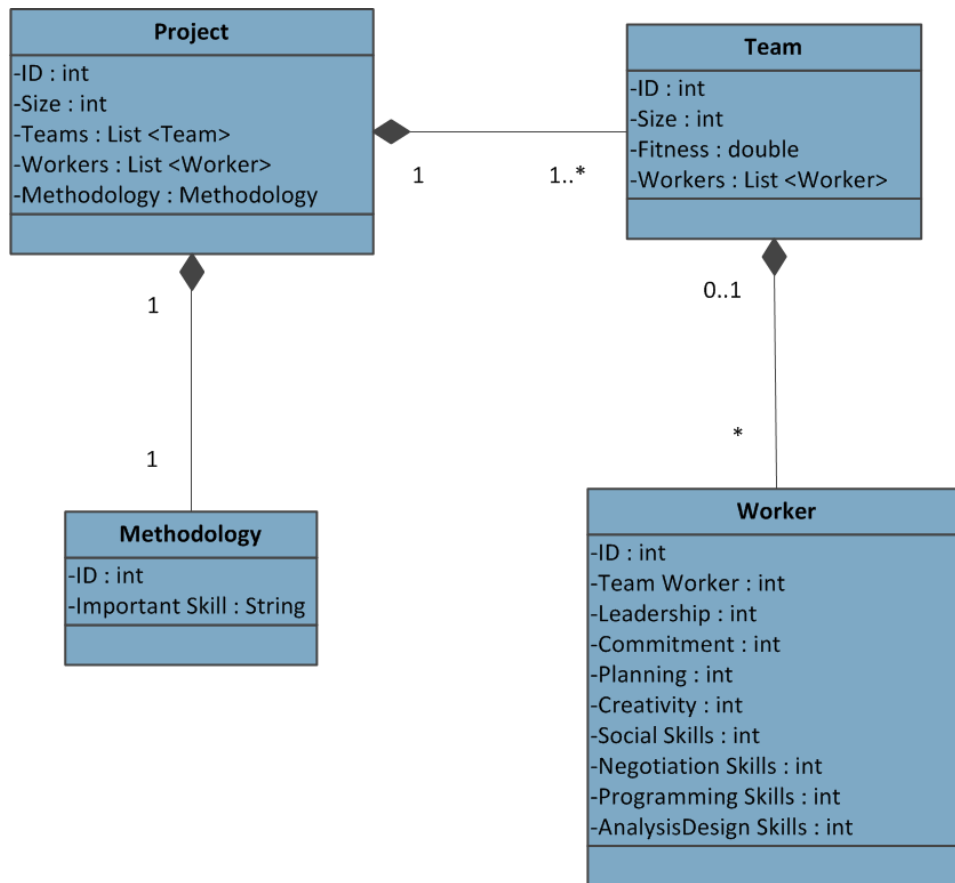 Project
-ID : int
-Size : int
-Teams : List <Team>
-Workers : List <Worker>
-Methodology : Methodology
1
1..*
Team
-ID : int
-Size : int
-Fitness : double
-Workers : List <Worker>
1
1
0..1
*
Methodology
-ID : int
-Important Skill : String
Worker
-ID : int
-Team Worker : int
-Leadership : int
-Commitment : int
-Planning : int
-Creativity : int
-Social Skills : int
-Negotiation Skills : int
-Programming Skills : int
-AnalysisDesign Skills : int